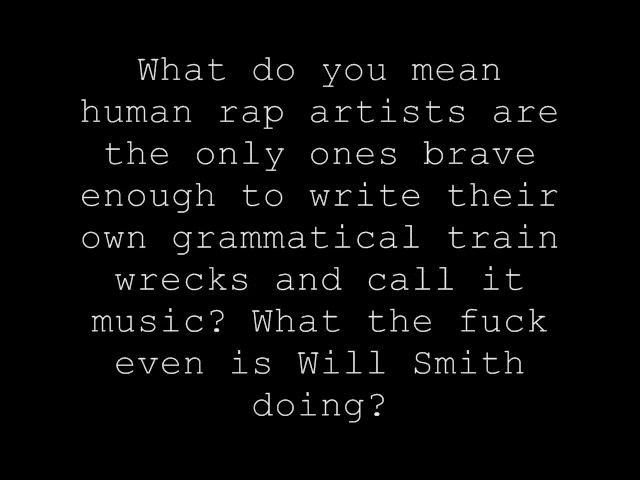 What do you mean
human rap artists are
the only ones brave
enough to write their
own grammatical train
wrecks and call it
music? What the fuck
even is Will Smith
doing?